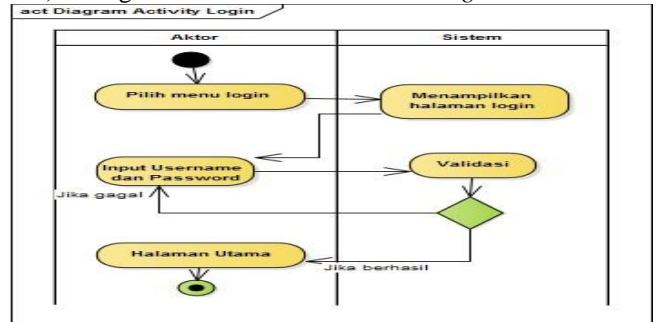 act Diagram Activity Login
Aktor
Sistem
Pilih menu login
Menampilkan
halaman login
Input Username
dan Password
Validasi
Jika gagal
Halaman Utama
Jika berhasil